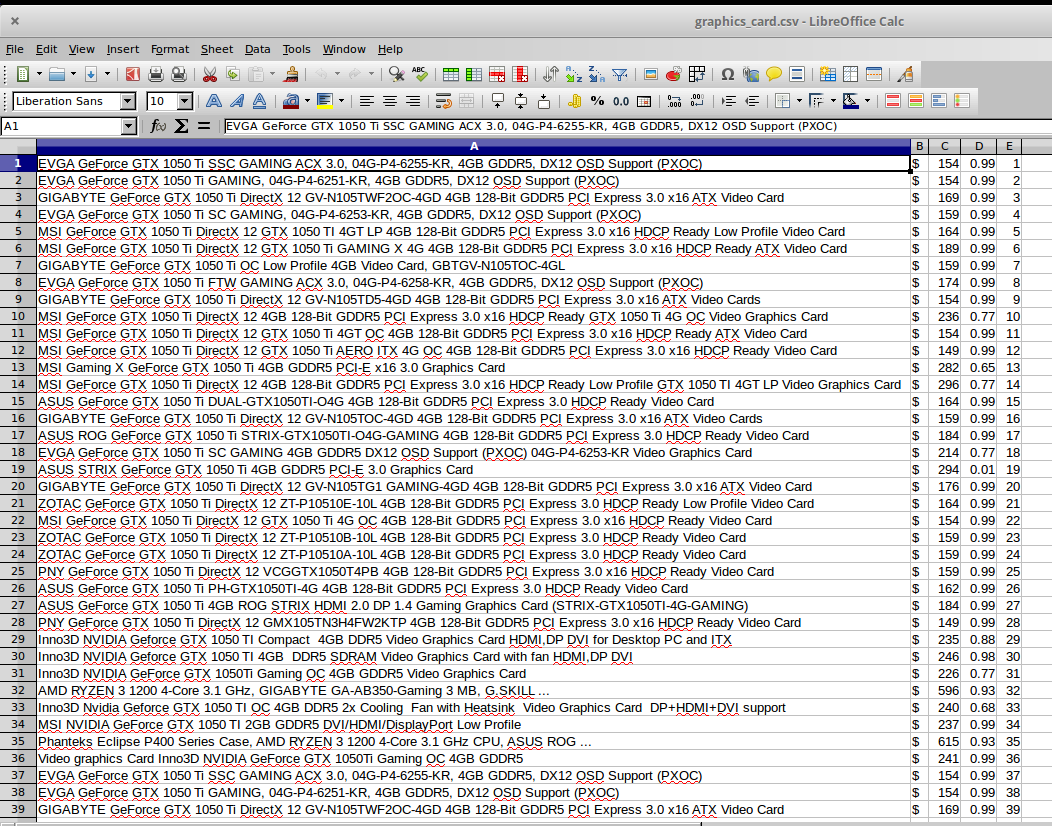 graphics_card.csv - LibreOffice Calc
File Edit View Insert Format Sheet Data Tools Window Help
Liberation Sans 10
A1 EVGA GeForce GTX 1050 Ti SSC GAMING ACX 3.0, 04G-P4-6255-KR, 4GB GDDR5, DX12 OSD Support (PXOC)
A B C D E
1 EVGA GeForce GTX 1050 Ti SSC GAMING ACX 3.0, 04G-P4-6255-KR, 4GB GDDR5, DX12 OSD Support (PXOC) $ 154 0.99 1
2 EVGA GeForce GTX 1050 Ti GAMING, 04G-P4-6251-KR, 4GB GDDR5, DX12 OSD Support (PXOC) $ 154 0.99 2
3 GIGABYTE GeForce GTX 1050 Ti DirectX 12 GV-N105TWF2OC-4GD 4GB 128-Bit GDDR5 PCI Express 3.0 x16 ATX Video Card $ 169 0.99 3
4 EVGA GeForce GTX 1050 Ti SC GAMING, 04G-P4-6253-KR, 4GB GDDR5, DX12 OSD Support (PXOC) $ 159 0.99 4
5 MSI GeForce GTX 1050 Ti DirectX 12 GTX 1050 TI 4GT LP 4GB 128-Bit GDDR5 PCI Express 3.0 x16 HDCP Ready Low Profile Video Card $ 164 0.99 5
6 MSI GeForce GTX 1050 Ti DirectX 12 GTX 1050 Ti GAMING X 4G 4GB 128-Bit GDDR5 PCI Express 3.0 x16 HDCP Ready ATX Video Card $ 189 0.99 6
7 GIGABYTE GeForce GTX 1050 Ti OC Low Profile 4GB Video Card, GBTGV-N105TOC-4GL $ 159 0.99 7
8 EVGA GeForce GTX 1050 Ti FTW GAMING ACX 3.0, 04G-P4-6258-KR, 4GB GDDR5, DX12 OSD Support (PXOC) $ 174 0.99 8
9 GIGABYTE GeForce GTX 1050 Ti DirectX 12 GV-N105TD5-4GD 4GB 128-Bit GDDR5 PCI Express 3.0 x16 ATX Video Cards $ 154 0.99 9
10 MSI GeForce GTX 1050 Ti DirectX 12 4GB 128-Bit GDDR5 PCI Express 3.0 x16 HDCP Ready GTX 1050 Ti 4G OC Video Graphics Card $ 236 0.77 10
11 MSI GeForce GTX 1050 Ti DirectX 12 GTX 1050 Ti 4GT OC 4GB 128-Bit GDDR5 PCI Express 3.0 x16 HDCP Ready ATX Video Card $ 154 0.99 11
12 MSI GeForce GTX 1050 Ti DirectX 12 GTX 1050 Ti AERO ITX 4G OC 4GB 128-Bit GDDR5 PCI Express 3.0 x16 HDCP Ready Video Card $ 149 0.99 12
13 MSI Gaming X GeForce GTX 1050 Ti 4GB GDDR5 PCI-E x16 3.0 Graphics Card $ 282 0.65 13
14 MSI GeForce GTX 1050 Ti DirectX 12 4GB 128-Bit GDDR5 PCI Express 3.0 x16 HDCP Ready Low Profile GTX 1050 TI 4GT LP Video Graphics Card $ 296 0.77 14
15 ASUS GeForce GTX 1050 Ti DUAL-GTX1050TI-O4G 4GB 128-Bit GDDR5 PCI Express 3.0 HDCP Ready Video Card $ 164 0.99 15
16 GIGABYTE GeForce GTX 1050 Ti DirectX 12 GV-N105TOC-4GD 4GB 128-Bit GDDR5 PCI Express 3.0 x16 ATX Video Cards $ 159 0.99 16
17 ASUS ROG GeForce GTX 1050 Ti STRIX-GTX1050TI-O4G-GAMING 4GB 128-Bit GDDR5 PCI Express 3.0 HDCP Ready Video Card $ 184 0.99 17
18 EVGA GeForce GTX 1050 Ti SC GAMING 4GB GDDR5 DX12 OSD Support (PXOC) 04G-P4-6253-KR Video Graphics Card $ 214 0.77 18
19 ASUS STRIX GeForce GTX 1050 Ti 4GB GDDR5 PCI-E 3.0 Graphics Card $ 294 0.01 19
20 GIGABYTE GeForce GTX 1050 Ti DirectX 12 GV-N105TG1 GAMING-4GD 4GB 128-Bit GDDR5 PCI Express 3.0 x16 ATX Video Card $ 176 0.99 20
21 ZOTAC GeForce GTX 1050 Ti DirectX 12 ZT-P10510E-10L 4GB 128-Bit GDDR5 PCI Express 3.0 HDCP Ready Low Profile Video Card $ 164 0.99 21
22 MSI GeForce GTX 1050 Ti DirectX 12 GTX 1050 Ti 4G OC 4GB 128-Bit GDDR5 PCI Express 3.0 x16 HDCP Ready Video Card $ 154 0.99 22
23 ZOTAC GeForce GTX 1050 Ti DirectX 12 ZT-P10510B-10L 4GB 128-Bit GDDR5 PCI Express 3.0 HDCP Ready Video Card $ 159 0.99 23
24 ZOTAC GeForce GTX 1050 Ti DirectX 12 ZT-P10510A-10L 4GB 128-Bit GDDR5 PCI Express 3.0 HDCP Ready Video Card $ 159 0.99 24
25 PNY GeForce GTX 1050 Ti DirectX 12 VCGGTX1050T4PB 4GB 128-Bit GDDR5 PCI Express 3.0 x16 HDCP Ready Video Card $ 159 0.99 25
26 ASUS GeForce GTX 1050 Ti PH-GTX1050TI-4G 4GB 128-Bit GDDR5 PCI Express 3.0 HDCP Ready Video Card $ 162 0.99 26
27 ASUS GeForce GTX 1050 Ti 4GB ROG STRIX HDMI 2.0 DP 1.4 Gaming Graphics Card (STRIX-GTX1050TI-4G-GAMING) $ 184 0.99 27
28 PNY GeForce GTX 1050 Ti DirectX 12 GMX105TN3H4FW2KTP 4GB 128-Bit GDDR5 PCI Express 3.0 x16 HDCP Ready Video Card $ 149 0.99 28
29 Inno3D NVIDIA Geforce GTX 1050 TI Compact 4GB DDR5 Video Graphics Card HDMI,DP DVI for Desktop PC and ITX $ 235 0.88 29
30 Inno3D NVIDIA Geforce GTX 1050 TI 4GB DDR5 SDRAM Video Graphics Card with fan HDMI,DP DVI $ 246 0.98 30
31 Inno3D NVIDIA GeForce GTX 1050Ti Gaming OC 4GB GDDR5 Video Graphics Card $ 226 0.77 31
32 AMD RYZEN 3 1200 4-Core 3.1 GHz, GIGABYTE GA-AB350-Gaming 3 MB, G.SKILL ... $ 596 0.93 32
33 Inno3D Nvidia Geforce GTX 1050 TI OC 4GB DDR5 2x Cooling Fan with Heatsink Video Graphics Card DP+HDMI+DVI support $ 240 0.68 33
34 MSI NVIDIA GeForce GTX 1050 TI 2GB GDDR5 DVI/HDMI/DisplayPort Low Profile $ 237 0.99 34
35 Phanteks Eclipse P400 Series Case, AMD RYZEN 3 1200 4-Core 3.1 GHz CPU, ASUS ROG ... $ 615 0.93 35
36 Video graphics Card Inno3D NVIDIA GeForce GTX 1050Ti Gaming OC 4GB GDDR5 $ 241 0.99 36
37 EVGA GeForce GTX 1050 Ti SSC GAMING ACX 3.0, 04G-P4-6255-KR, 4GB GDDR5, DX12 OSD Support (PXOC) $ 154 0.99 37
38 EVGA GeForce GTX 1050 Ti GAMING, 04G-P4-6251-KR, 4GB GDDR5, DX12 OSD Support (PXOC) $ 154 0.99 38
39 GIGABYTE GeForce GTX 1050 Ti DirectX 12 GV-N105TWF2OC-4GD 4GB 128-Bit GDDR5 PCI Express 3.0 x16 ATX Video Card $ 169 0.99 39